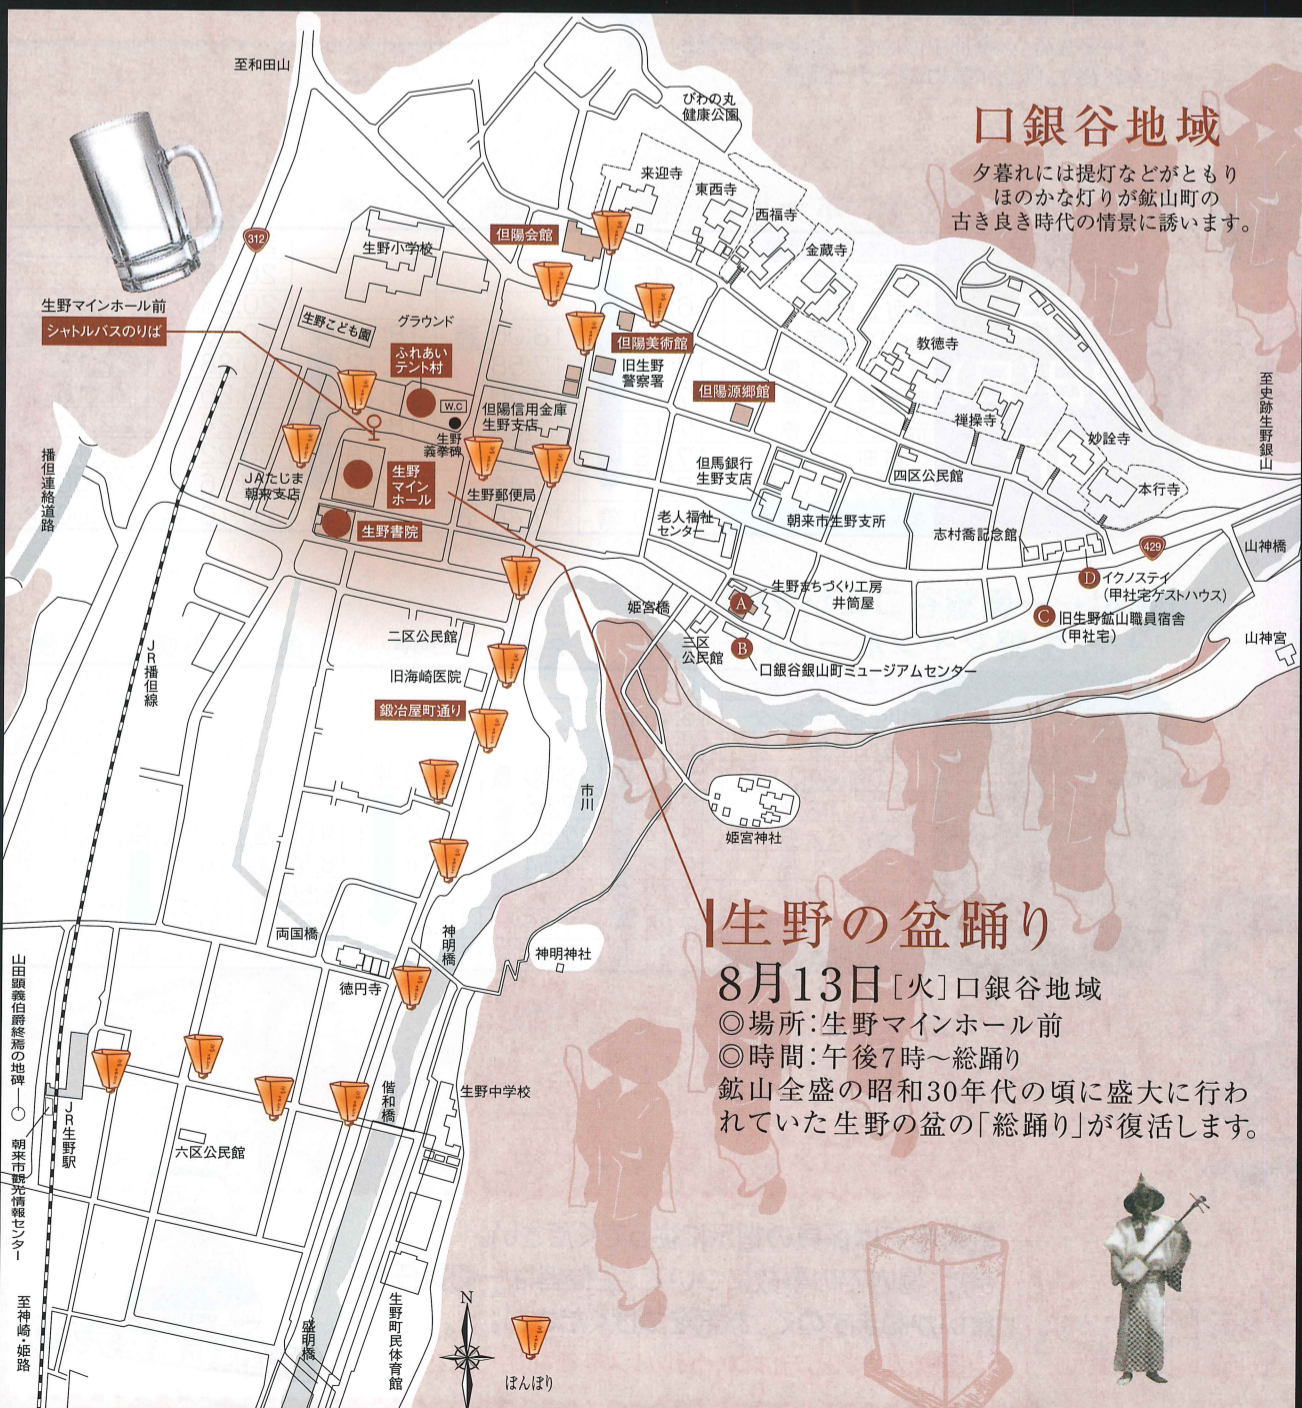 口銀谷地域
夕暮れには提灯などがともり
ほのかな灯りが鉱山町の
古き良き時代の情景に誘います。
至和田山
びわの丸
健康公園
312
来迎寺
東西寺
西福寺
金蔵寺
但陽会館
生野小学校
生野マインホール前
シャトルバスのりば
生野こども園
グラウンド
ふれあい
テント村
W.C
但陽美術館
旧生野
警察署
教徳寺
至史跡生野銀山
但陽源郷館
禅操寺
妙詮寺
本行寺
但陽信用金庫
生野支店
生野
義挙碑
播但連絡道路
JAたじま
朝来支店
生野
マイン
ホール
生野郵便局
生野書院
但馬銀行
生野支店
四区公民館
老人福祉
センター
朝来市生野支所
志村喬記念館
429
山神橋
D
イクノステイ
(甲社宅ゲストハウス)
生野まちづくり工房
井筒屋
A
姫宮橋
C
旧生野鉱山職員宿舎
(甲社宅)
山神宮
三区
公民館
B
口銀谷銀山町ミュージアムセンター
二区公民館
旧海崎医院
鍛冶屋町通り
JR播但線
市川
姫宮神社
生野の盆踊り
8月13日[火]口銀谷地域
◎場所：生野マインホール前
◎時間：午後7時～総踊り
鉱山全盛の昭和30年代の頃に盛大に行わ
れていた生野の盆の「総踊り」が復活します。
両国橋
神明橋
神明神社
徳円寺
山田顕義伯爵終焉の地碑
JR生野駅
朝来市観光情報センター
偕和橋
生野中学校
六区公民館
至神崎・姫路
盛明橋
生野町民体育館
N
ぼんぼり